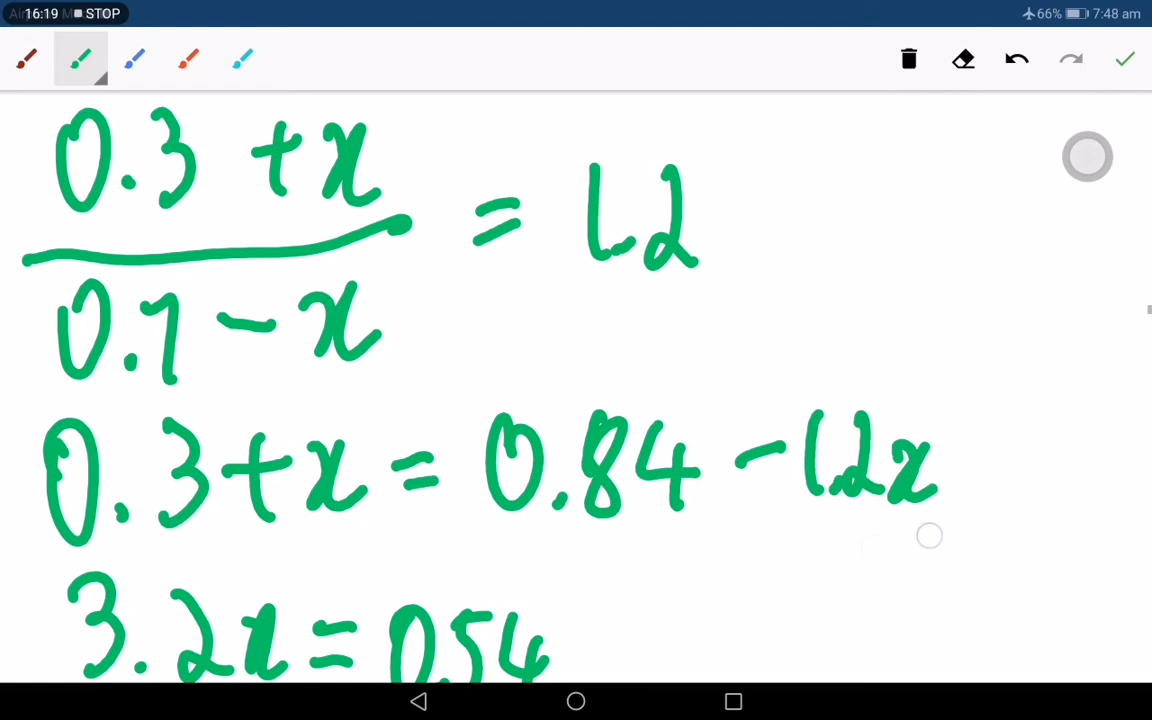 16:19 STOP
66% 7:48 am
0.3 + x
= 1.2
0.7 - x
0.3 + x = 0.84 - 1.2x
3.2x = 0.54